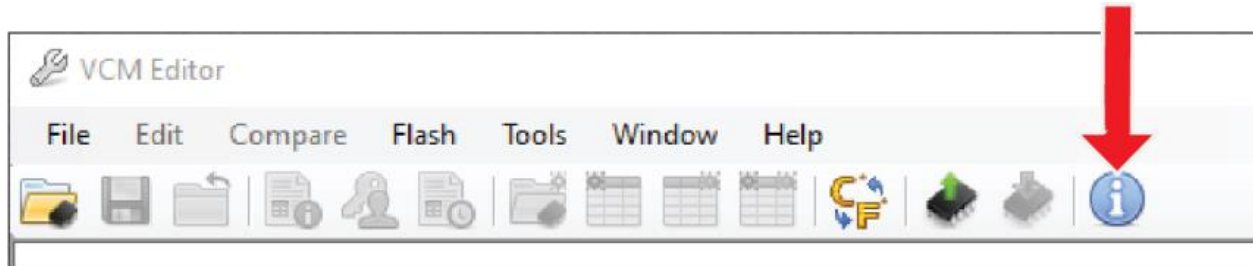 VCM Editor
File Edit Compare Flash Tools Window Help
C F
i